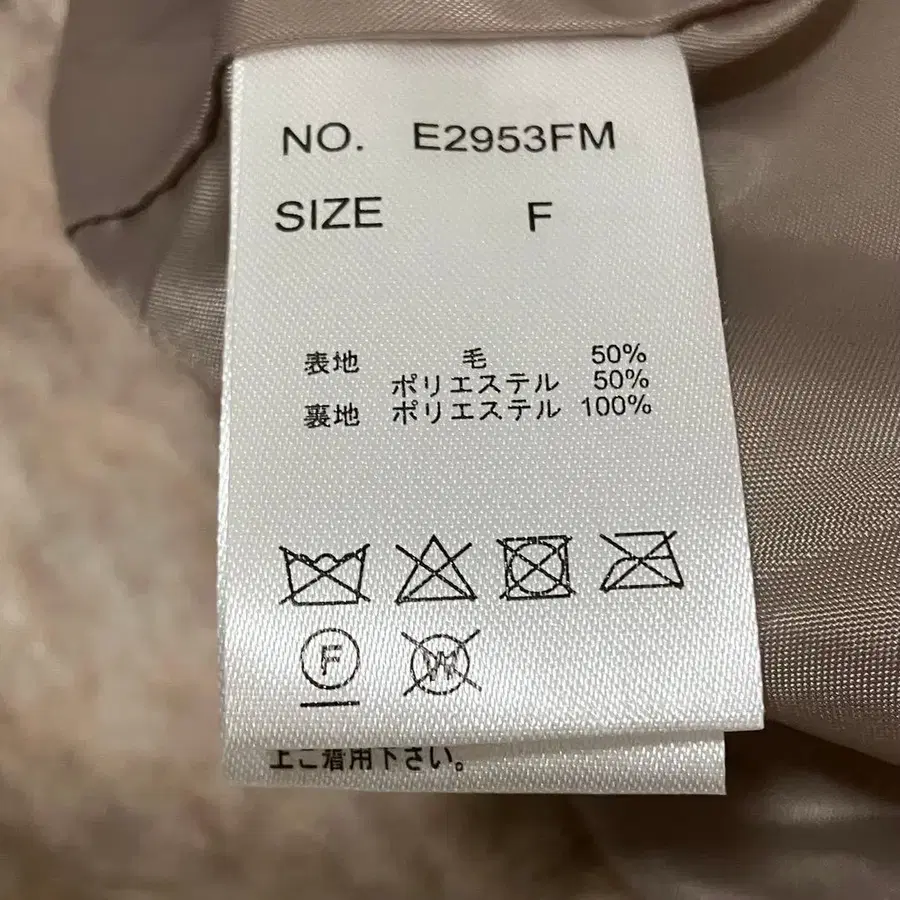 NO. E2953FM
SIZE F
表地 毛 50%
ポリエステル 50%
裏地 ポリエステル 100%
F
W
上ご着用下さい。